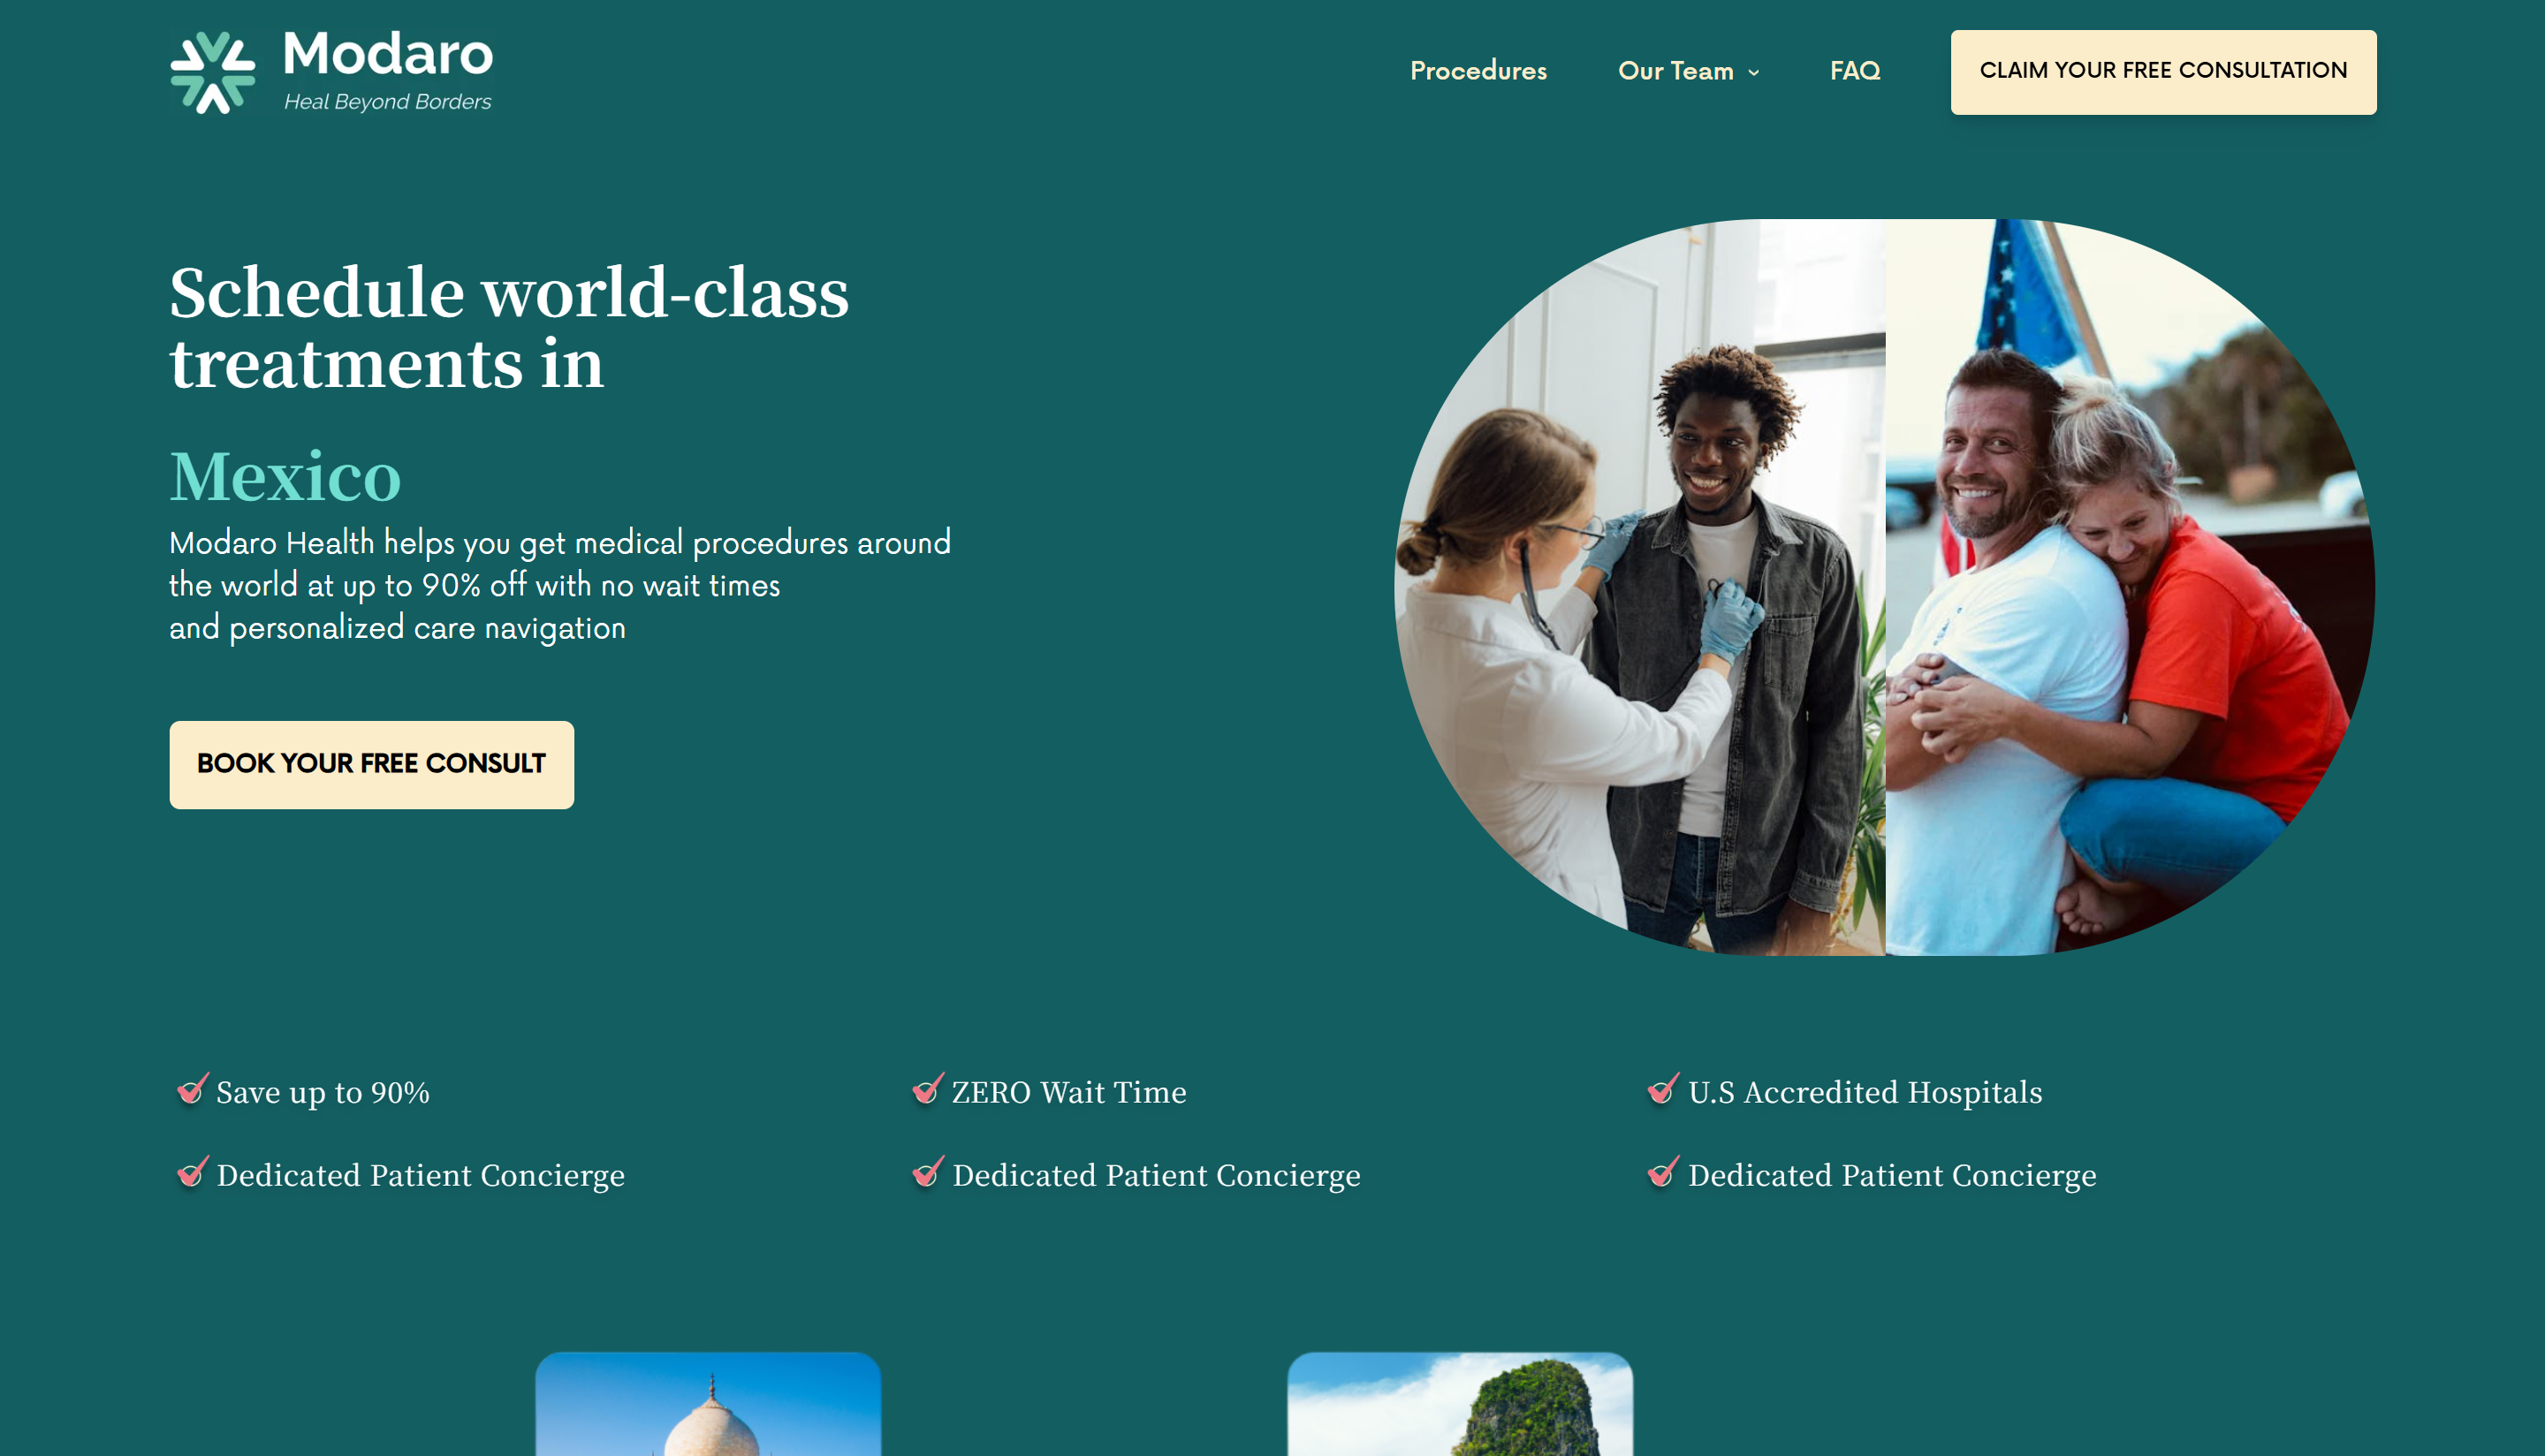 Modaro
Heal Beyond Borders
Procedures
Our Team
FAQ
CLAIM YOUR FREE CONSULTATION
Schedule world-class
treatments in
Mexico
Modaro Health helps you get medical procedures around
the world at up to 90% off with no wait times
and personalized care navigation
BOOK YOUR FREE CONSULT
Save up to 90%
ZERO Wait Time
U.S Accredited Hospitals
Dedicated Patient Concierge
Dedicated Patient Concierge
Dedicated Patient Concierge